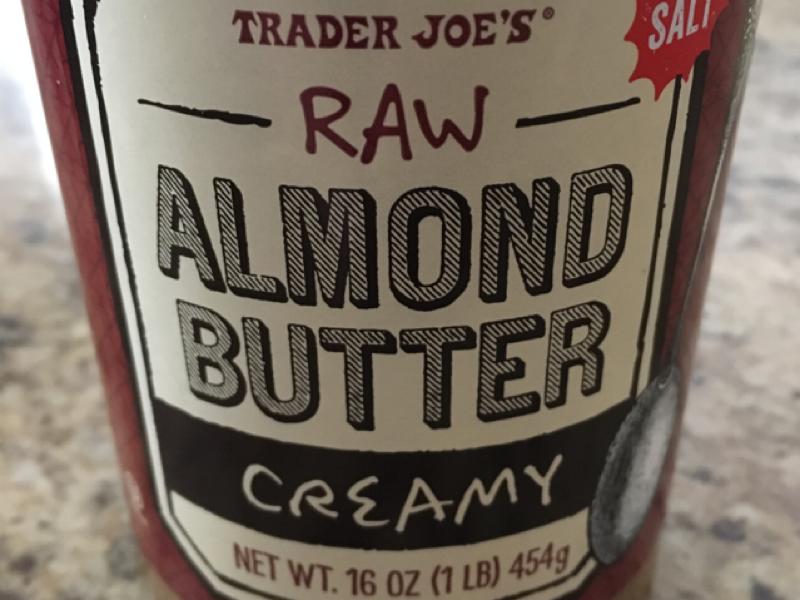 TRADER JOE'S®
SALT
RAW
ALMOND
BUTTER
CREAMY
NET WT. 16 OZ (1 LB) 454g